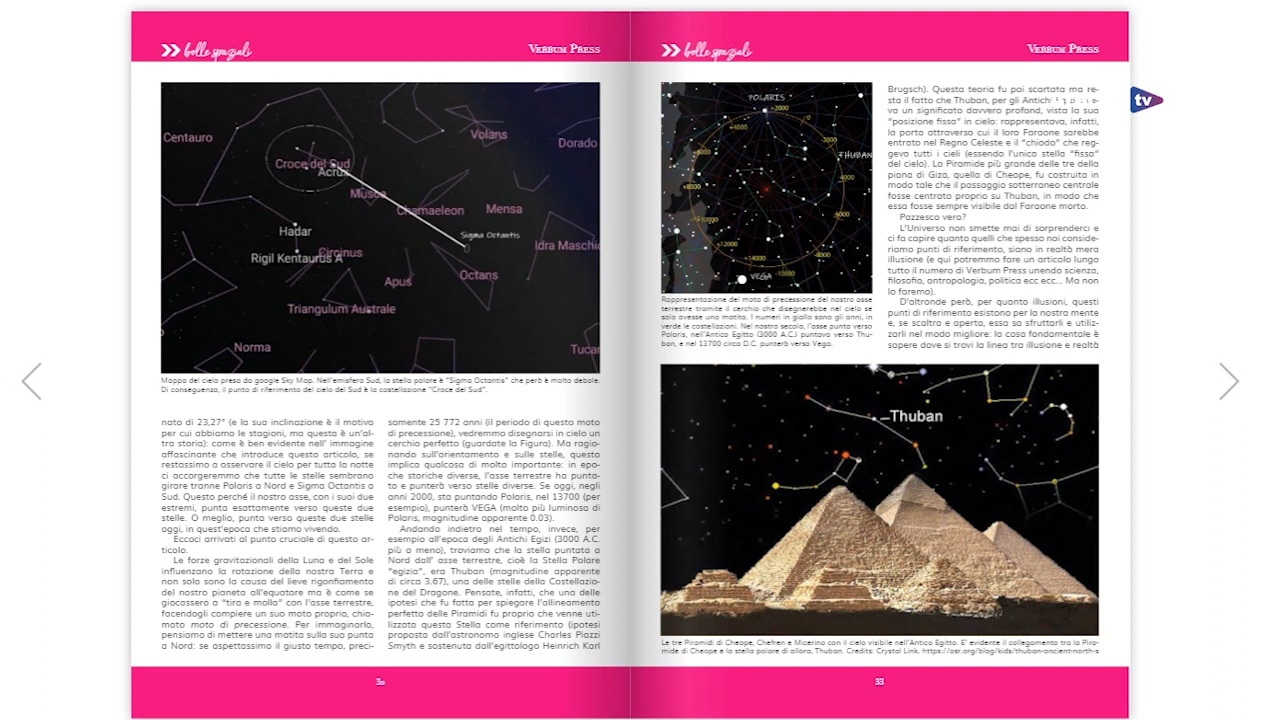 bolle spaziali
VERBUM PRESS
Centauro
Volans
Dorado
Croce del Sud
Acrux
Musca
Chamaeleon
Mensa
Hadar
Sigma Octantis
Idra Maschio
Circinus
Rigil Kentaurus A
Apus
Octans
Triangulum Australe
Norma
Tucan
Mappa del cielo presa da google Sky Map. Nell'emisfero Sud, la stella polare è "Sigma Octantis" che però è molto debole.
Di conseguenza, il punto di riferimento del cielo del Sud è la costellazione "Croce del Sud".
nato di 23,27° (e la sua inclinazione è il motivo
per cui abbiamo le stagioni, ma questa è un'al-
tra storia): come è ben evidente nell' immagine
affascinante che introduce questo articolo, se
restassimo a osservare il cielo per tutta la notte
ci accorgeremmo che tutte le stelle sembrano
girare tranne Polaris a Nord e Sigma Octantis a
Sud. Questo perché il nostro asse, con i suoi due
estremi, punta esattamente verso queste due
stelle. O meglio, punta verso queste due stelle
oggi, in quest'epoca che stiamo vivendo.
Eccoci arrivati al punto cruciale di questo ar-
ticolo.
Le forze gravitazionali della Luna e del Sole
influenzano la rotazione della nostra Terra e
non solo sono la causa del lieve rigonfiamento
del nostro pianeta all'equatore ma è come se
giocassero a "tira e molla" con l'asse terrestre,
facendogli compiere un suo moto proprio, chia-
mato moto di precessione. Per immaginarlo,
pensiamo di mettere una matita sulla sua punta
a Nord: se aspettassimo il giusto tempo, preci-
samente 25 772 anni (il periodo di questo moto
di precessione), vedremmo disegnarsi in cielo un
cerchio perfetto (guardate la Figura). Ma ragio-
nando sull'orientamento e sulle stelle, questo
implica qualcosa di molto importante: in epo-
che storiche diverse, l'asse terrestre ha punta-
to e punterà verso stelle diverse. Se oggi, negli
anni 2000, sta puntando Polaris, nel 13700 (per
esempio), punterà VEGA (molto più luminosa di
Polaris, magnitudine apparente 0.03).
Andando indietro nel tempo, invece, per
esempio all'epoca degli Antichi Egizi (3000 A.C.
più o meno), troviamo che la stella puntata a
Nord dall' asse terrestre, cioè la Stella Polare
"egizia", era Thuban (magnitudine apparente
di circa 3.67), una delle stelle della Costellazio-
ne del Dragone. Pensate, infatti, che una delle
ipotesi che fu fatta per spiegare l'allineamento
perfetto delle Piramidi fu proprio che venne uti-
lizzata questa Stella come riferimento (ipotesi
proposta dall'astronomo inglese Charles Piazzi
Smyth e sostenuta dall'egittologo Heinrich Karl
bolle spaziali
VERBUM PRESS
POLARIS
+2000
+4000
0
-2000
+6000
THUBAN
+8000
-4000
+10000
-6000
+12000
-8000
+14000
-10000
VEGA
Rappresentazione del moto di precessione del nostro asse
terrestre tramite il cerchio che disegnerebbe nel cielo se
solo avesse una matita. I numeri in giallo sono gli anni, in
verde le costellazioni. Nel nostro secolo, l'asse punta verso
Polaris, nell'Antico Egitto (3000 A.C.) puntava verso Thu-
ban, e nel 13700 circa D.C. punterà verso Vega.
Brugsch). Questa teoria fu poi scartata ma re-
sta il fatto che Thuban, per gli Antichi
va un significato davvero profond, vista la sua
"posizione fissa" in cielo: rappresentava, infatti,
la porta attraverso cui il loro Faraone sarebbe
entrato nel Regno Celeste e il "chiodo" che reg-
geva tutti i cieli (essendo l'unica stella "fissa"
del cielo). La Piramide più grande delle tre della
piana di Giza, quella di Cheope, fu costruita in
modo tale che il passaggio sotterraneo centrale
fosse centrato proprio su Thuban, in modo che
essa fosse sempre visibile dal Faraone morto.
Pazzesco vero?
L'Universo non smette mai di sorprenderci e
ci fa capire quanto quelli che spesso noi conside-
riamo punti di riferimento, siano in realtà mera
illusione (e qui potremmo fare un articolo lungo
tutto il numero di Verbum Press unendo scienza,
filosofia, antropologia, politica ecc ecc... Ma non
lo faremo).
D'altronde però, per quanto illusioni, questi
punti di riferimento esistono per la nostra mente
e, se scaltra e aperta, essa sa sfruttarli e utiliz-
zarli nel modo migliore: la cosa fondamentale è
sapere dove si trovi la linea tra illusione e realtà
Thuban
Le tre Piramidi di Cheope, Chefren e Micerino con il cielo visibile nell'Antico Egitto. E' evidente il collegamento tra la Pira-
mide di Cheope e la stella polare di allora, Thuban. Credits: Crystal Link. https://osr.org/blog/kids/thuban-ancient-north-s
33
tv